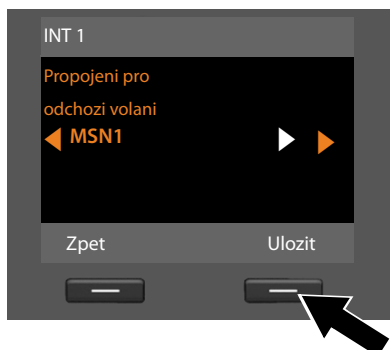 INT 1
Propojeni pro
odchozi volani
MSN1
Zpet Ulozit